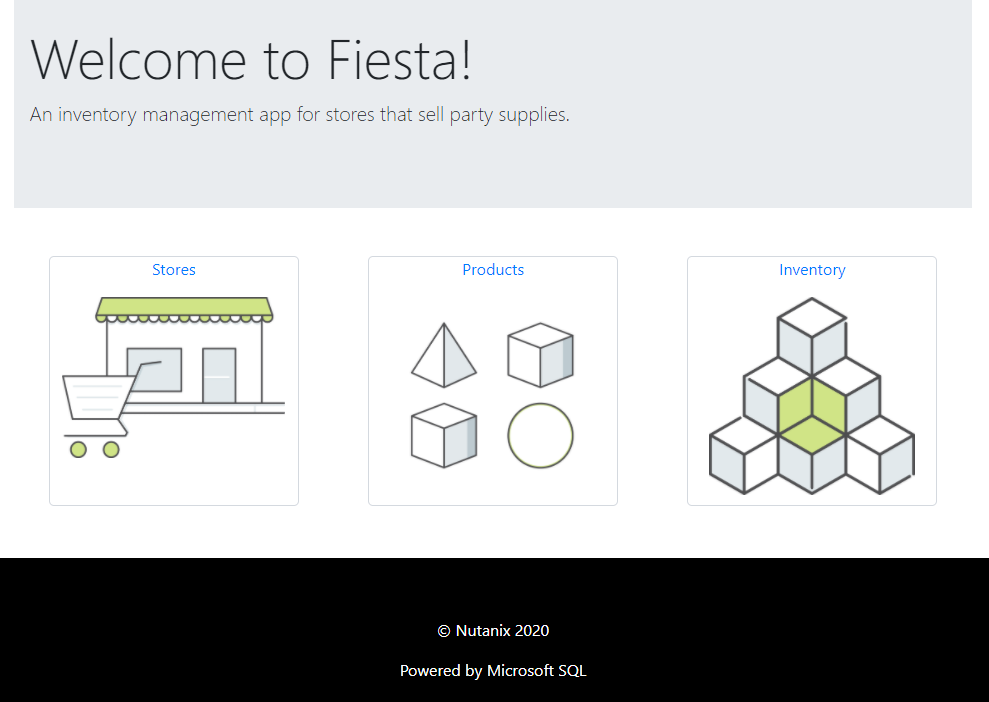 Welcome to Fiesta!
An inventory management app for stores that sell party supplies.
Stores
Products
Inventory
© Nutanix 2020
Powered by Microsoft SQL